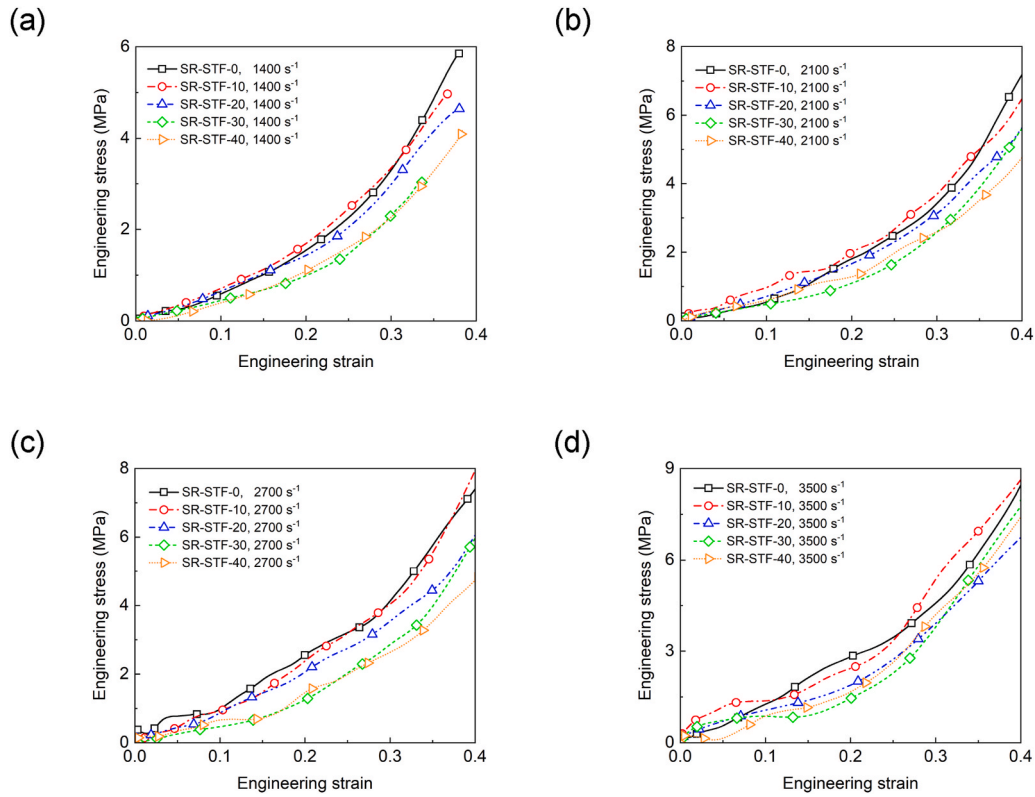 (a)
6
4
2
0
0.0
0.1
0.2
0.3
0.4
Engineering stress (MPa)
Engineering strain
SR-STF-0, 1400 s⁻¹
SR-STF-10, 1400 s⁻¹
SR-STF-20, 1400 s⁻¹
SR-STF-30, 1400 s⁻¹
SR-STF-40, 1400 s⁻¹
(b)
8
6
4
2
0
0.0
0.1
0.2
0.3
0.4
Engineering stress (MPa)
Engineering strain
SR-STF-0, 2100 s⁻¹
SR-STF-10, 2100 s⁻¹
SR-STF-20, 2100 s⁻¹
SR-STF-30, 2100 s⁻¹
SR-STF-40, 2100 s⁻¹
(c)
8
6
4
2
0
0.0
0.1
0.2
0.3
0.4
Engineering stress (MPa)
Engineering strain
SR-STF-0, 2700 s⁻¹
SR-STF-10, 2700 s⁻¹
SR-STF-20, 2700 s⁻¹
SR-STF-30, 2700 s⁻¹
SR-STF-40, 2700 s⁻¹
(d)
9
6
3
0
0.0
0.1
0.2
0.3
0.4
Engineering stress (MPa)
Engineering strain
SR-STF-0, 3500 s⁻¹
SR-STF-10, 3500 s⁻¹
SR-STF-20, 3500 s⁻¹
SR-STF-30, 3500 s⁻¹
SR-STF-40, 3500 s⁻¹